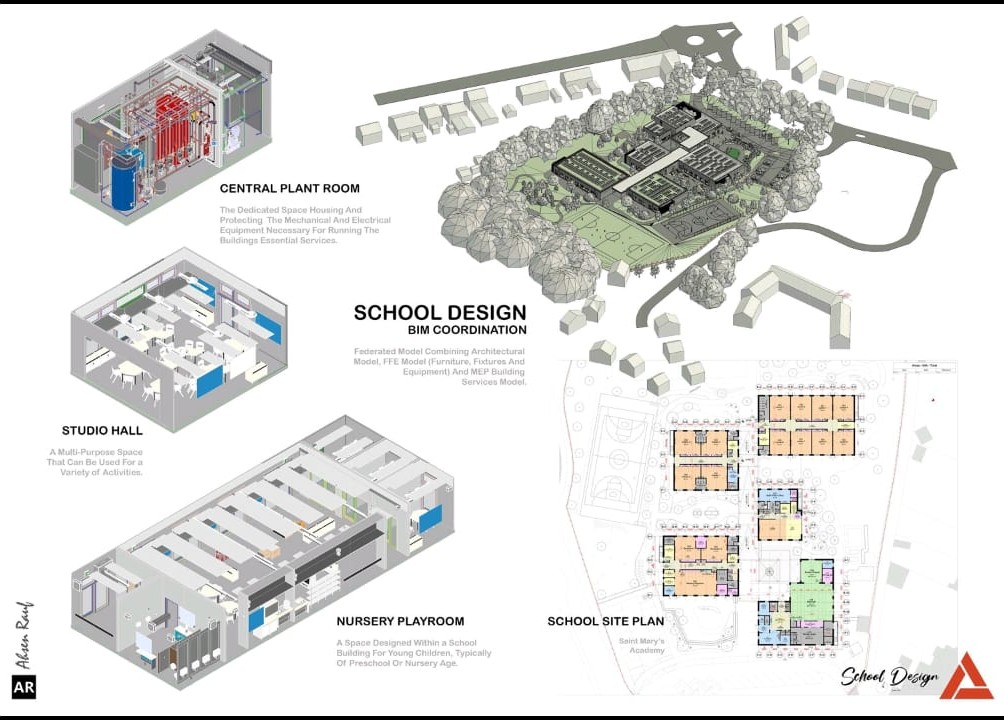 CENTRAL PLANT ROOM
The Dedicated Space Housing And
Protecting The Mechanical And Electrical
Equipment Necessary For Running The
Buildings Essential Services.
SCHOOL DESIGN
BIM COORDINATION
Federated Model Combining Architectural
Model, FFE Model (Furniture, Fixtures And
Equipment) And MEP Building
Services Model.
STUDIO HALL
A Multi-Purpose Space
That Can Be Used For a
Variety of Activities.
NURSERY PLAYROOM
A Space Designed Within a School
Building For Young Children, Typically
Of Preschool Or Nursery Age.
SCHOOL SITE PLAN
Saint Mary's
Academy
Ahsen Rauf
AR
School Design